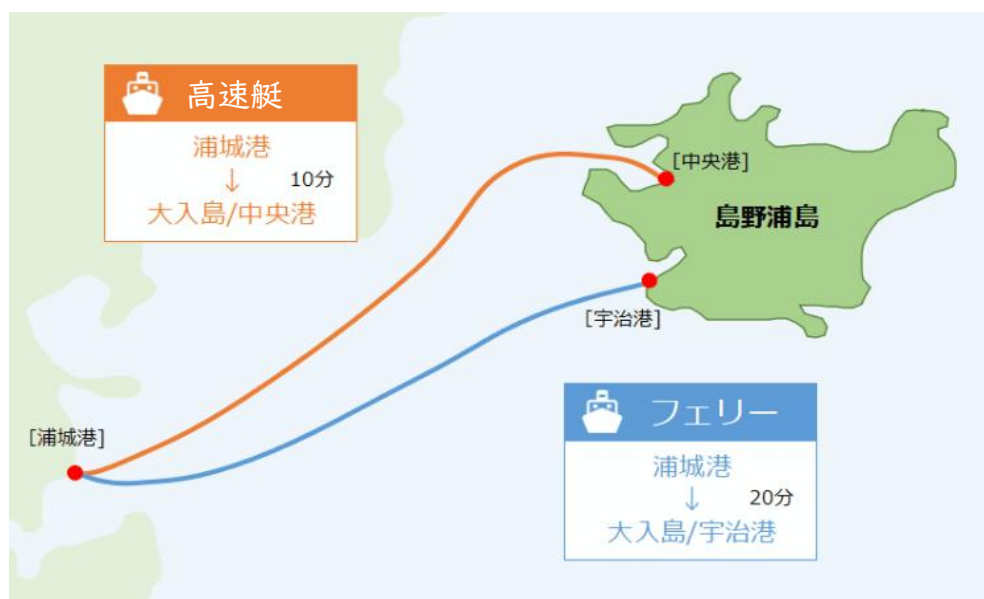 高速艇
浦城港
↓ 10分
大入島/中央港
[中央港]
島野浦島
[宇治港]
[浦城港]
フェリー
浦城港
↓ 20分
大入島/宇治港